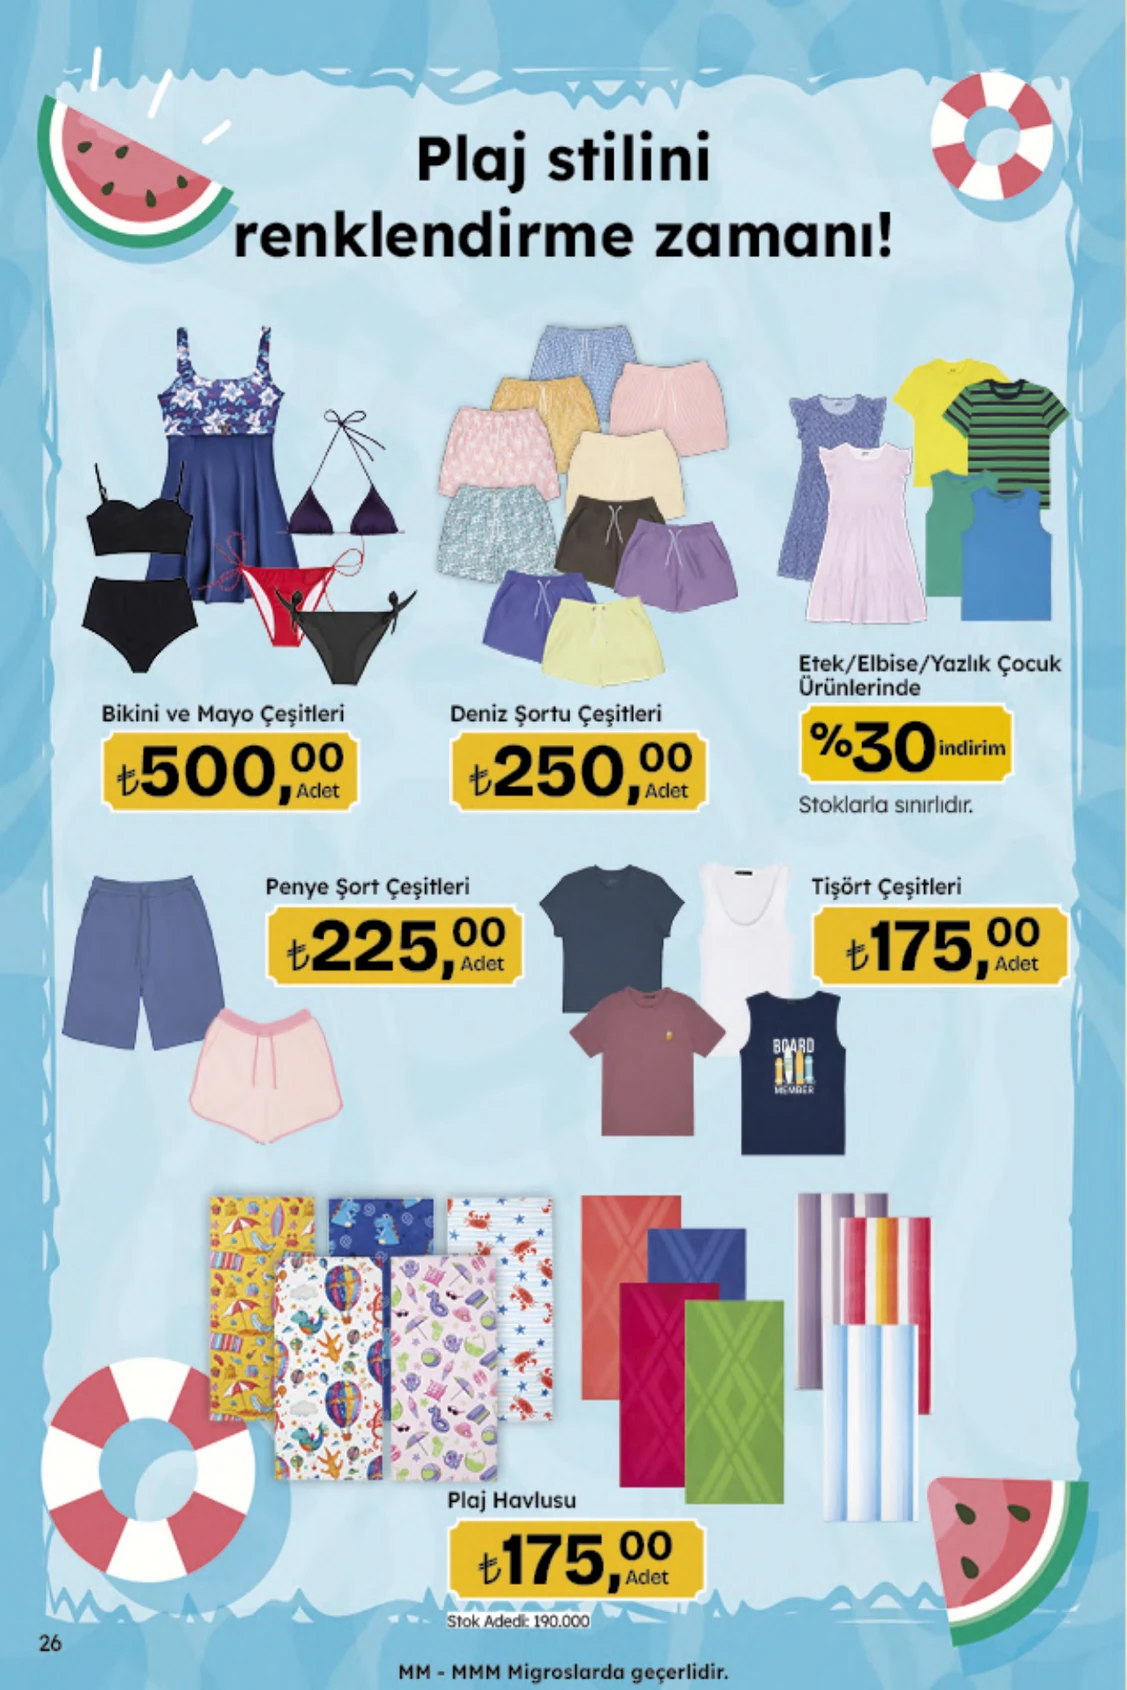 Plaj stilini
renklendirme zamanı!
Bikini ve Mayo Çeşitleri
₺500,00
Adet
Deniz Şortu Çeşitleri
₺250,00
Adet
Etek/Elbise/Yazlık Çocuk
Ürünlerinde
%30 indirim
Stoklarla sınırlıdır.
Penye Şort Çeşitleri
₺225,00
Adet
Tişört Çeşitleri
₺175,00
Adet
BOARD
MEMBER
Plaj Havlusu
₺175,00
Adet
Stok Adedi: 190.000
26
MM - MMM Migroslarda geçerlidir.